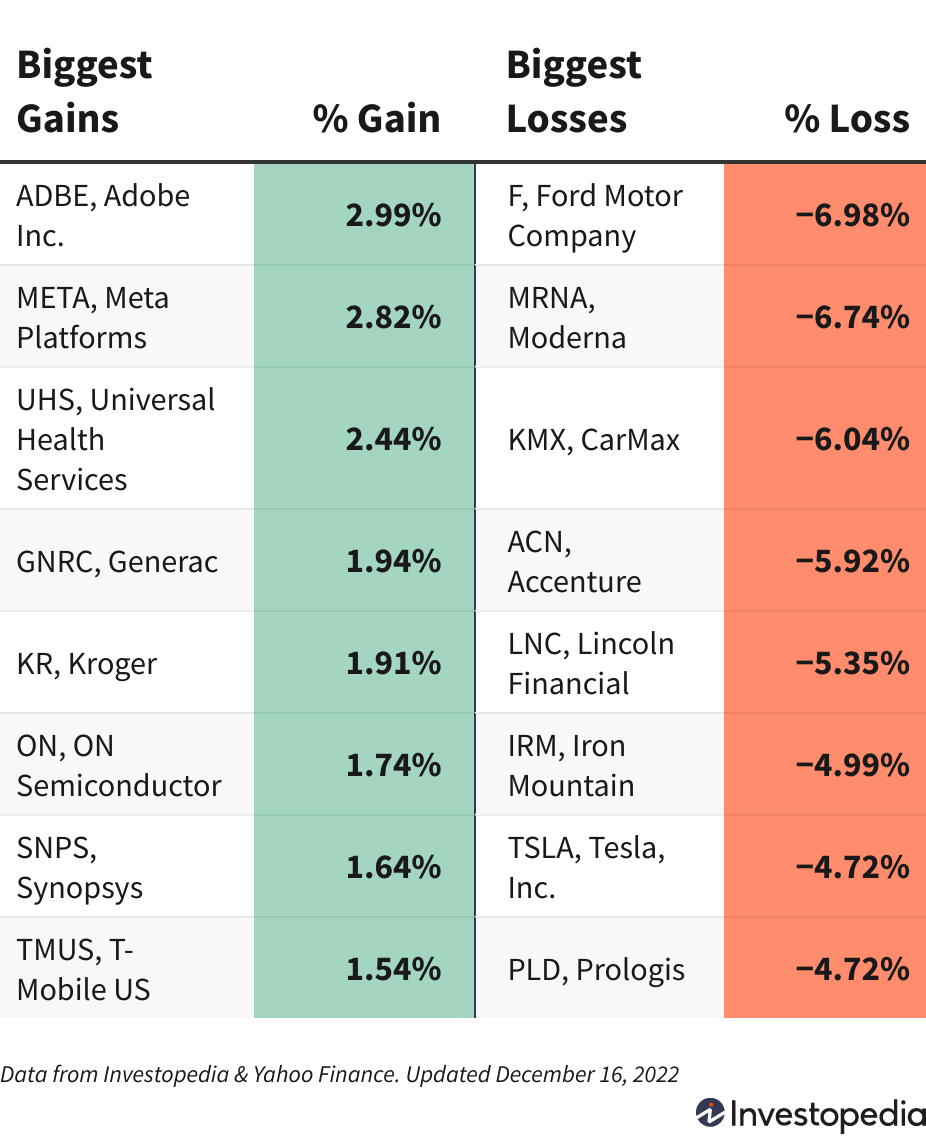 Biggest
Gains
% Gain
Biggest
Losses
% Loss
ADBE, Adobe
Inc.
2.99%
F, Ford Motor
Company
−6.98%
META, Meta
Platforms
2.82%
MRNA,
Moderna
−6.74%
UHS, Universal
Health
Services
2.44%
KMX, CarMax
−6.04%
GNRC, Generac
1.94%
ACN,
Accenture
−5.92%
KR, Kroger
1.91%
LNC, Lincoln
Financial
−5.35%
ON, ON
Semiconductor
1.74%
IRM, Iron
Mountain
−4.99%
SNPS,
Synopsys
1.64%
TSLA, Tesla,
Inc.
−4.72%
TMUS, T-
Mobile US
1.54%
PLD, Prologis
−4.72%
Data from Investopedia & Yahoo Finance. Updated December 16, 2022
Investopedia